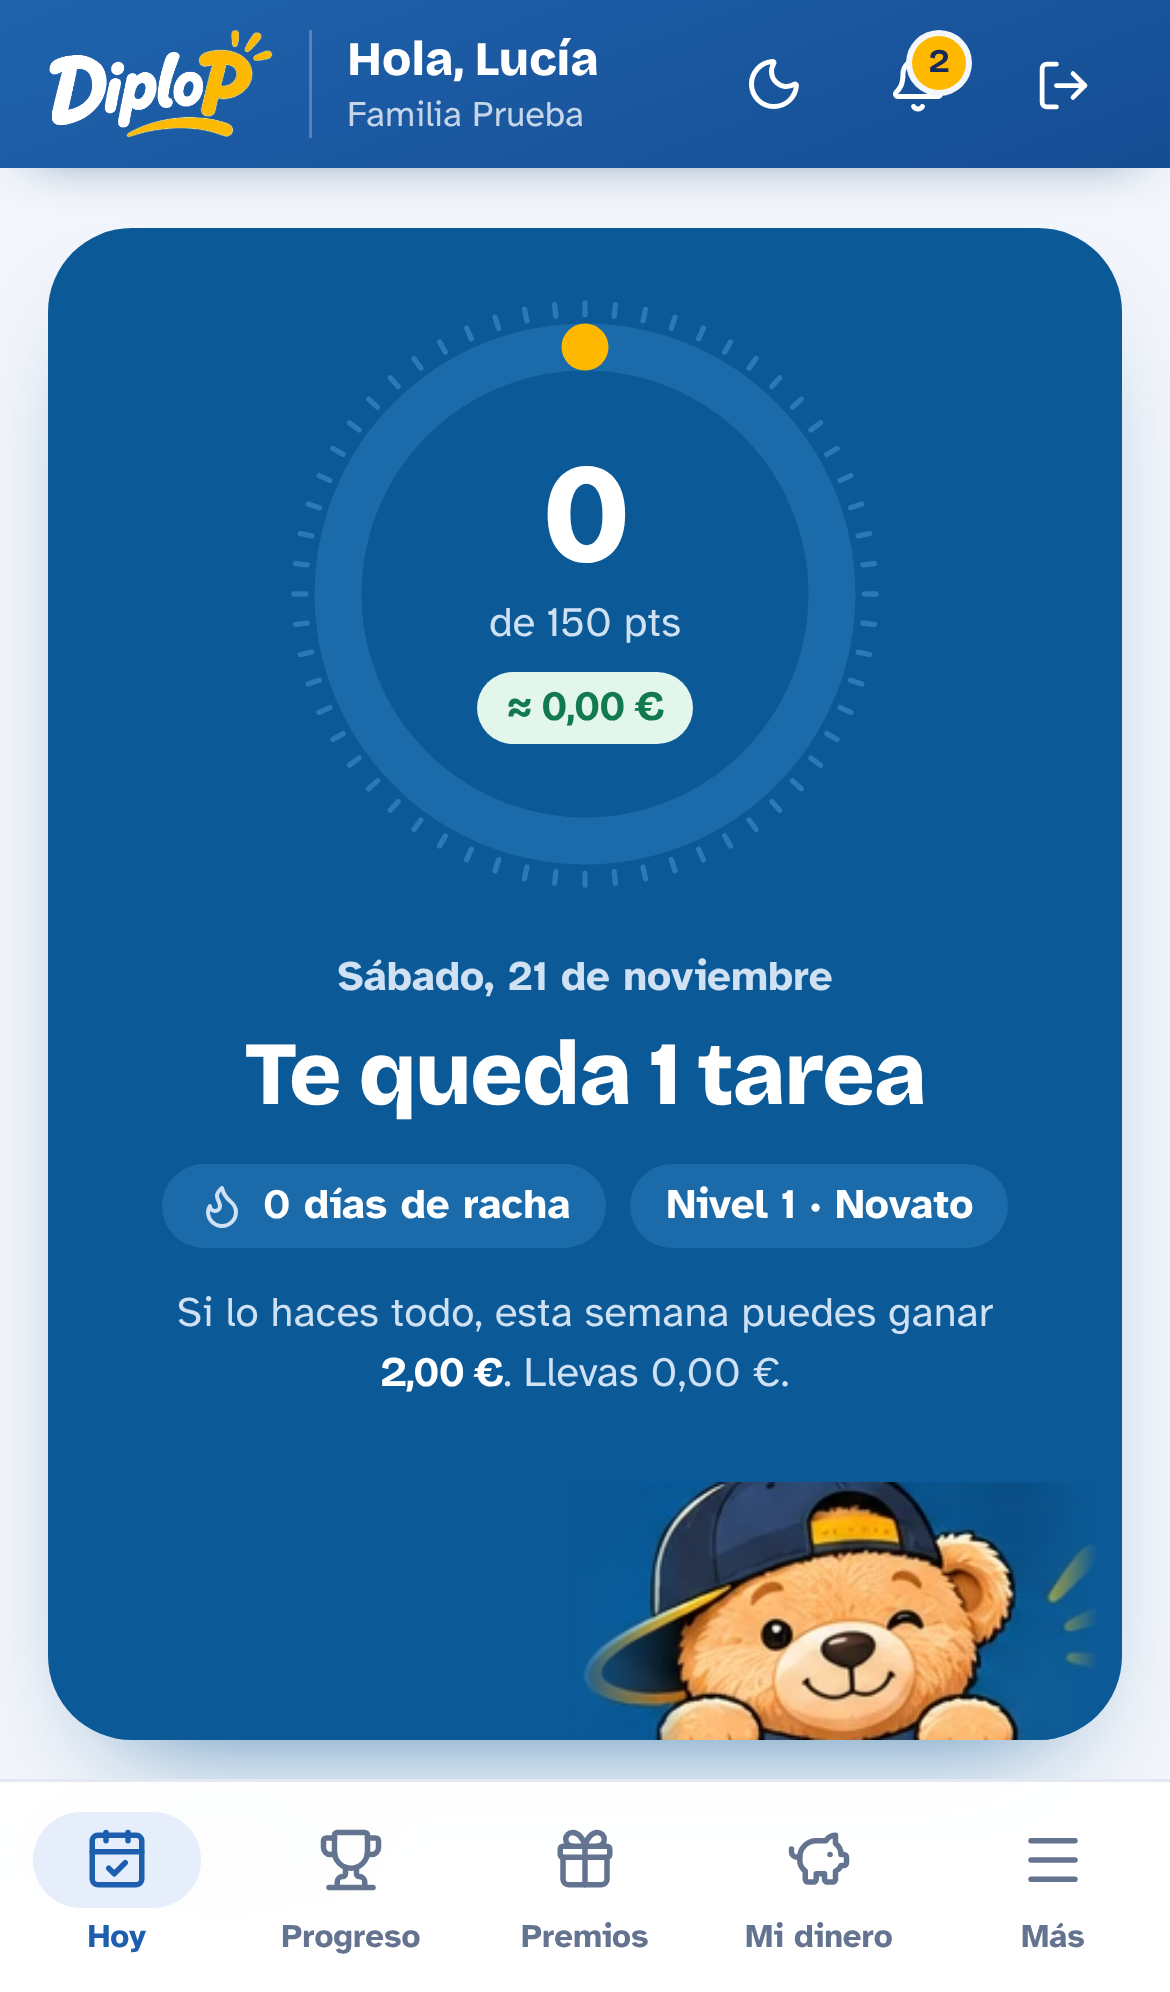 DiploP
Hola, Lucía
Familia Prueba
2
0
de 150 pts
≈ 0,00 €
Sábado, 21 de noviembre
Te queda 1 tarea
0 días de racha
Nivel 1 · Novato
Si lo haces todo, esta semana puedes ganar
2,00 €. Llevas 0,00 €.
Hoy
Progreso
Premios
Mi dinero
Más